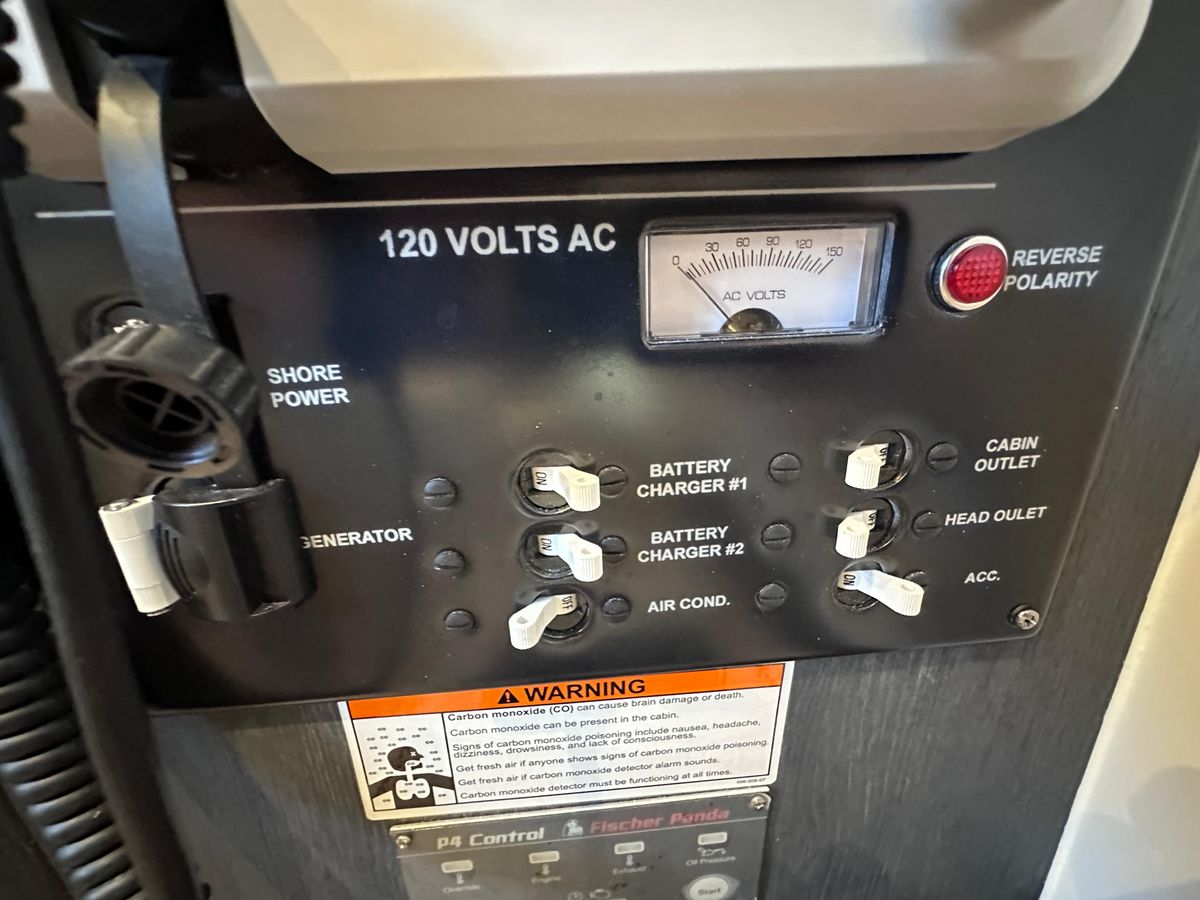 120 VOLTS AC
0 30 60 90 120 150
AC VOLTS
REVERSE
POLARITY
SHORE
POWER
GENERATOR
ON
BATTERY
CHARGER #1
OFF
CABIN
OUTLET
ON
BATTERY
CHARGER #2
OFF
HEAD OULET
OFF
AIR COND.
ON
ACC.
WARNING
Carbon monoxide (CO) can cause brain damage or death.
Carbon monoxide can be present in the cabin.
Signs of carbon monoxide poisoning include nausea, headache,
dizziness, drowsiness, and lack of consciousness.
Get fresh air if anyone shows signs of carbon monoxide poisoning.
Get fresh air if carbon monoxide detector alarm sounds.
Carbon monoxide detector must be functioning at all times.
P4 Control Fischer Panda
Override Engine Exhaust Oil Pressure
Start